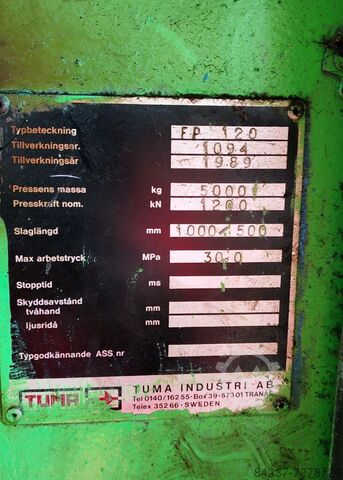 Typbeteckning FP 120
Tillverkningsnr. 1094
Tillverkningsår 1989
Pressens massa kg 5000
Presskraft nom. kN 1200
Slaglängd mm 1000/500
Max arbetstryck MPa 30.0
Stopptid ms
Skyddsavstånd mm
tvåhand
ljusridå mm
Typgodkännande ASS nr
TUMA
TUMA INDUSTRI AB
Tel 0140/16255·Box 39·57301 TRANÅS
Telex 35266·SWEDEN